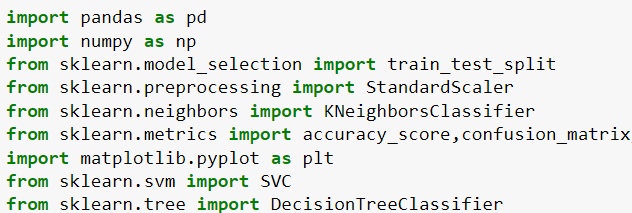 import pandas as pd
import numpy as np
from sklearn.model_selection import train_test_split
from sklearn.preprocessing import StandardScaler
from sklearn.neighbors import KNeighborsClassifier
from sklearn.metrics import accuracy_score,confusion_matrix
import matplotlib.pyplot as plt
from sklearn.svm import SVC
from sklearn.tree import DecisionTreeClassifier